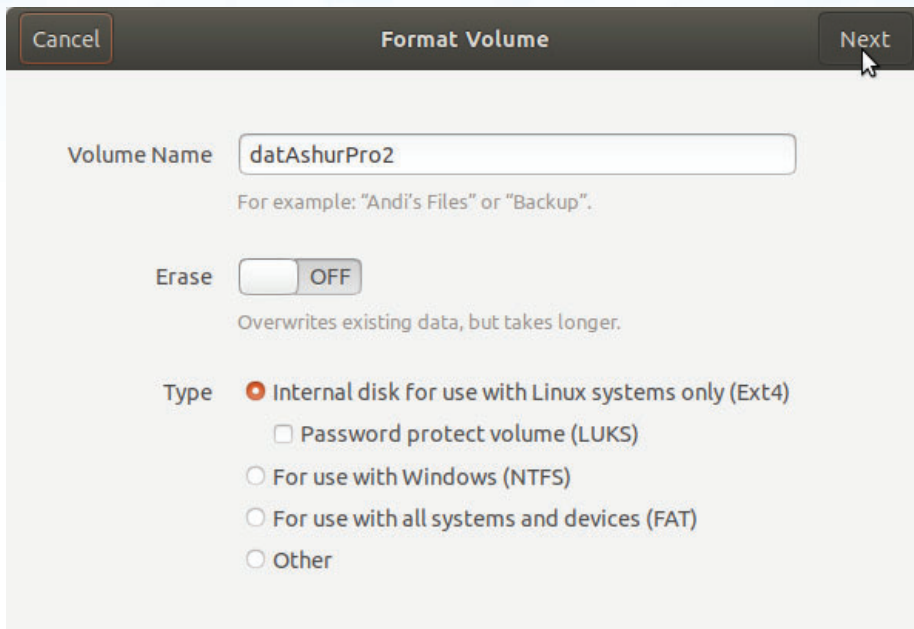 Cancel Format Volume Next
Volume Name datAshurPro2
For example: “Andi’s Files” or “Backup”.
Erase OFF
Overwrites existing data, but takes longer.
Type Internal disk for use with Linux systems only (Ext4)
Password protect volume (LUKS)
For use with Windows (NTFS)
For use with all systems and devices (FAT)
Other